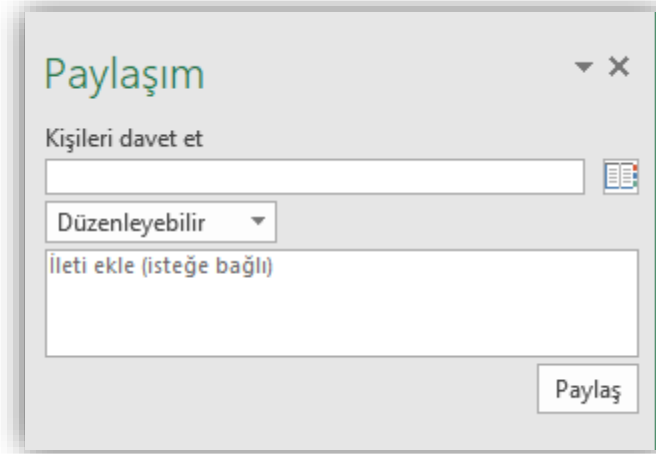 Paylaşım
Kişileri davet et
Düzenleyebilir
İleti ekle (isteğe bağlı)
Paylaş